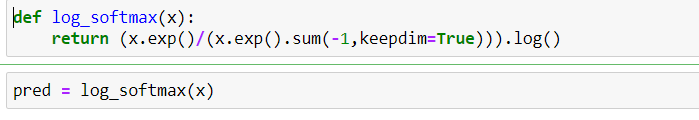 def log_softmax(x):
    return (x.exp()/(x.exp().sum(-1,keepdim=True))).log()
pred = log_softmax(x)